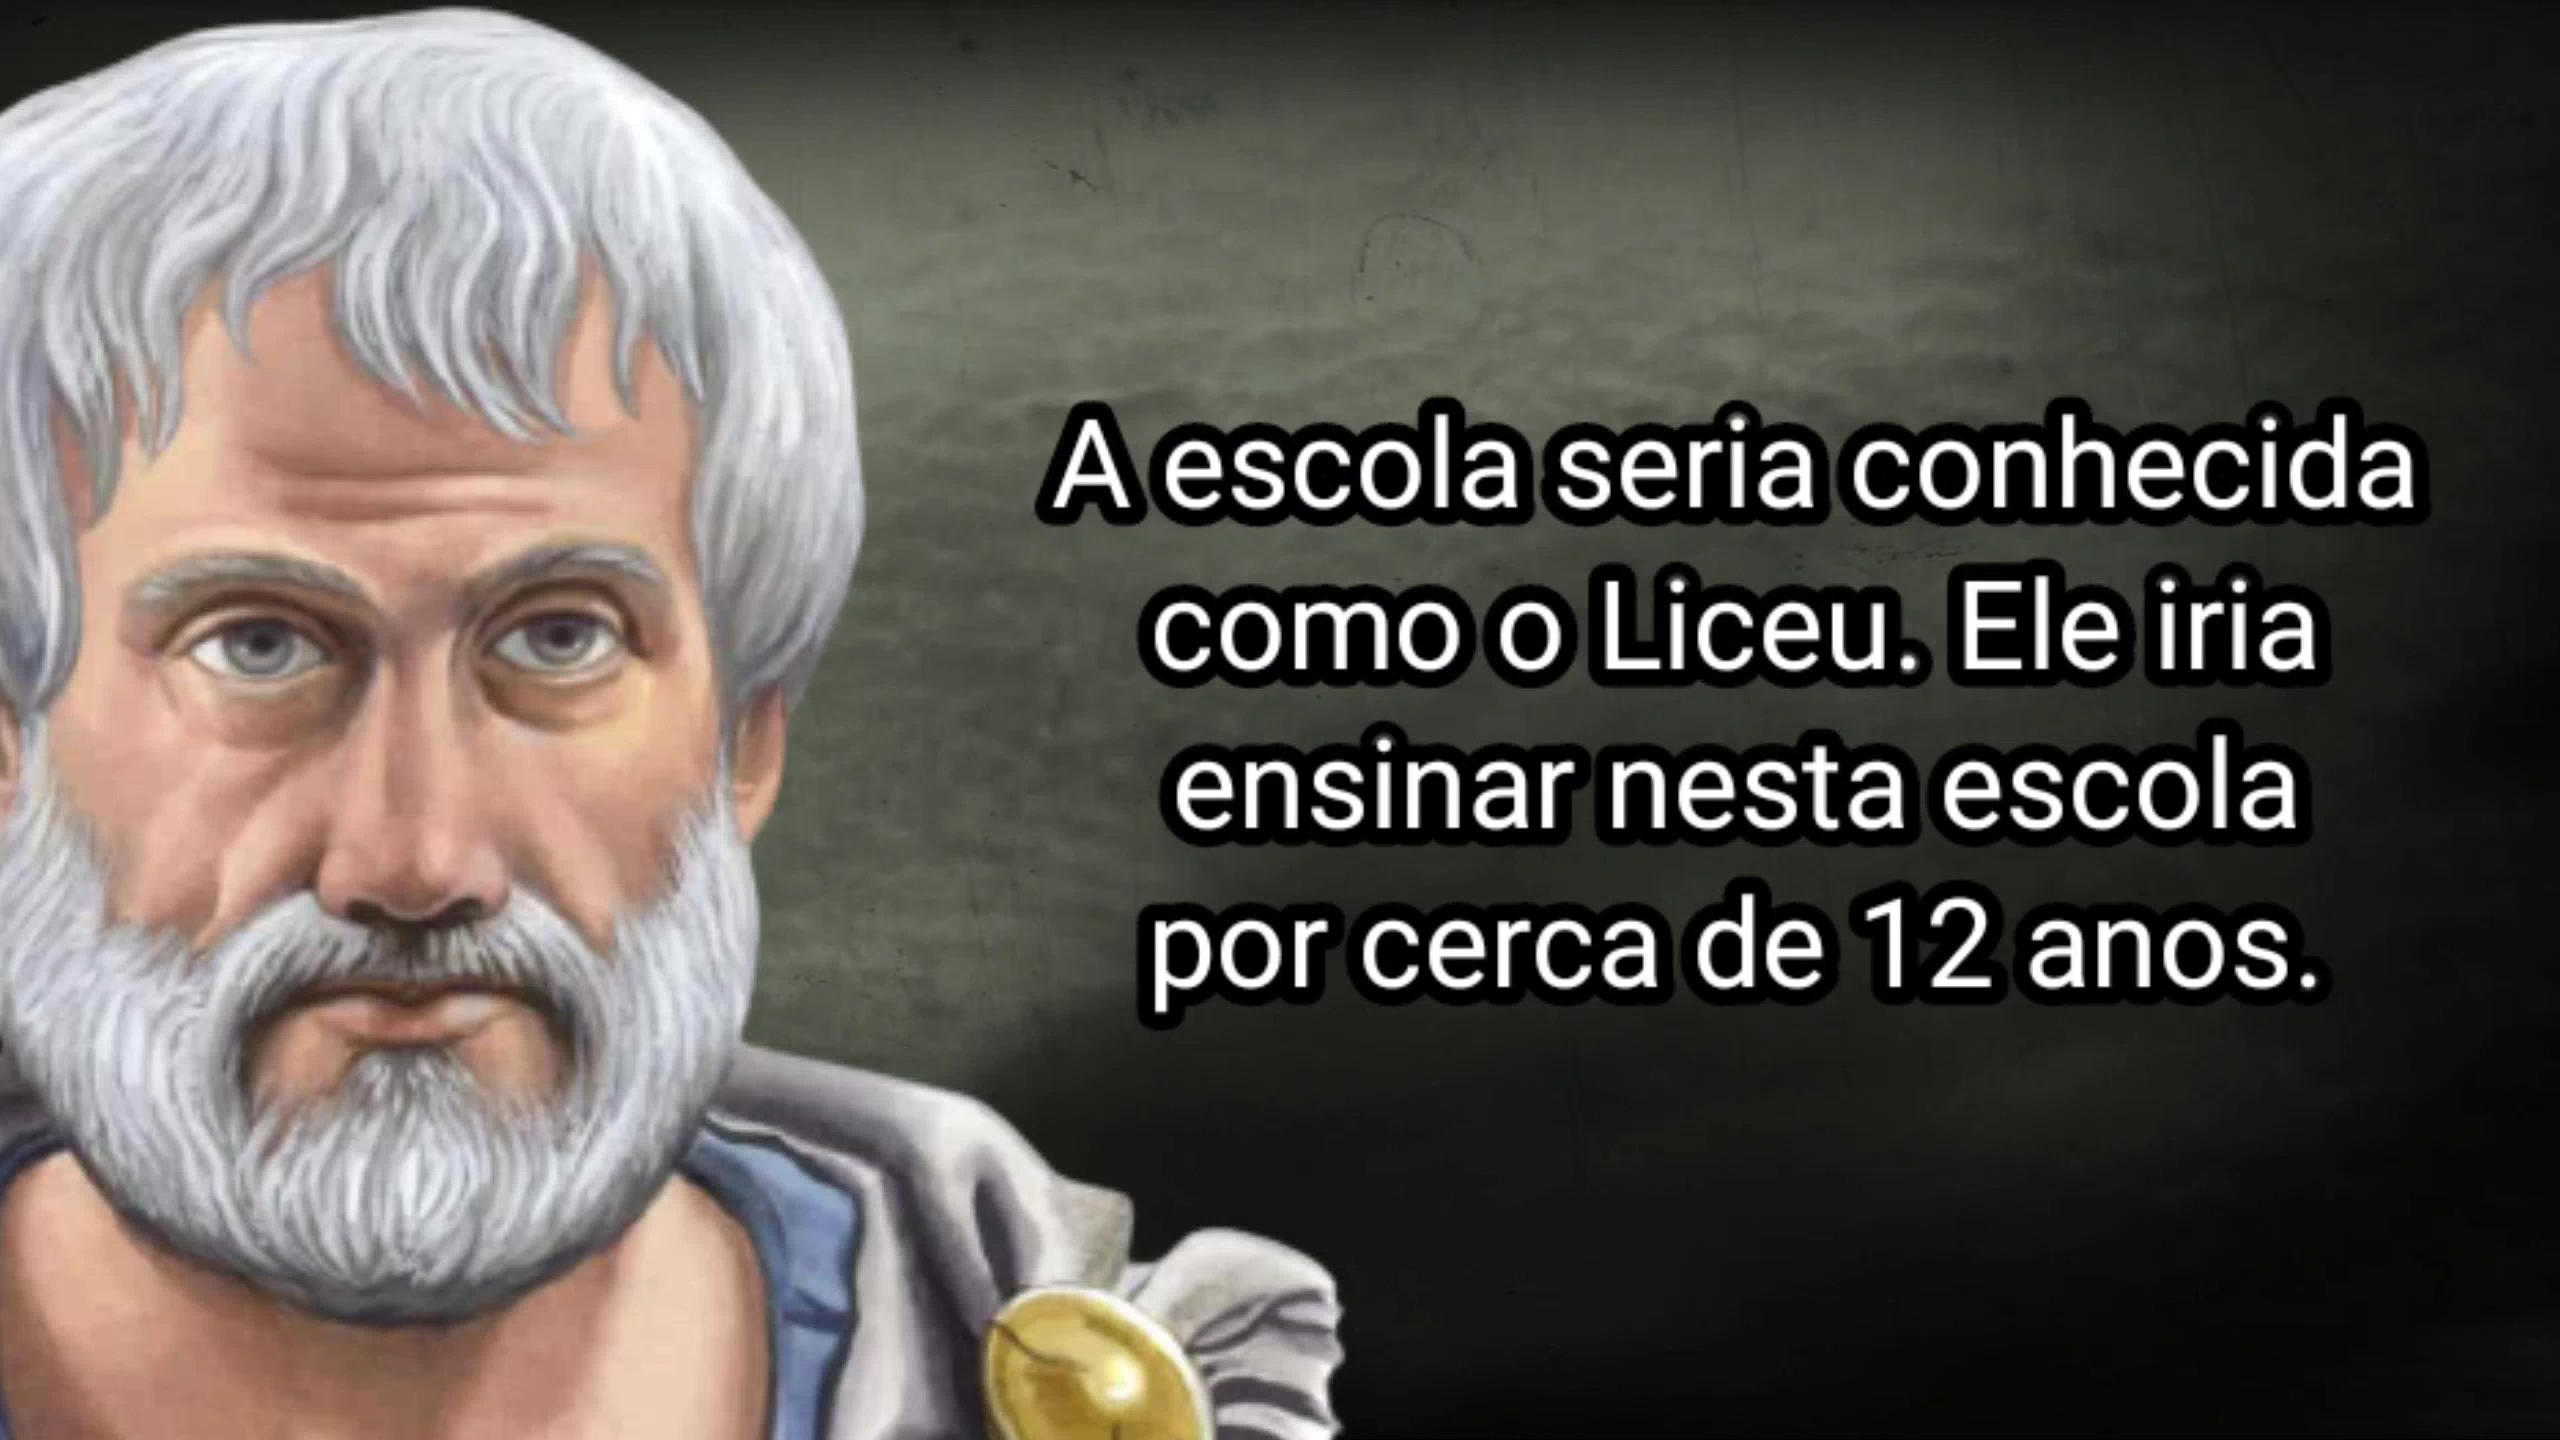 A escola seria conhecida
como o Liceu. Ele iria
ensinar nesta escola
por cerca de 12 anos.